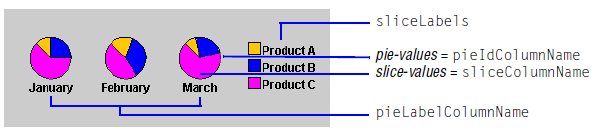 sliceLabels
Product A
pie-values = pieIdColumnName
Product B
slice-values = sliceColumnName
Product C
January February March
pieLabelColumnName